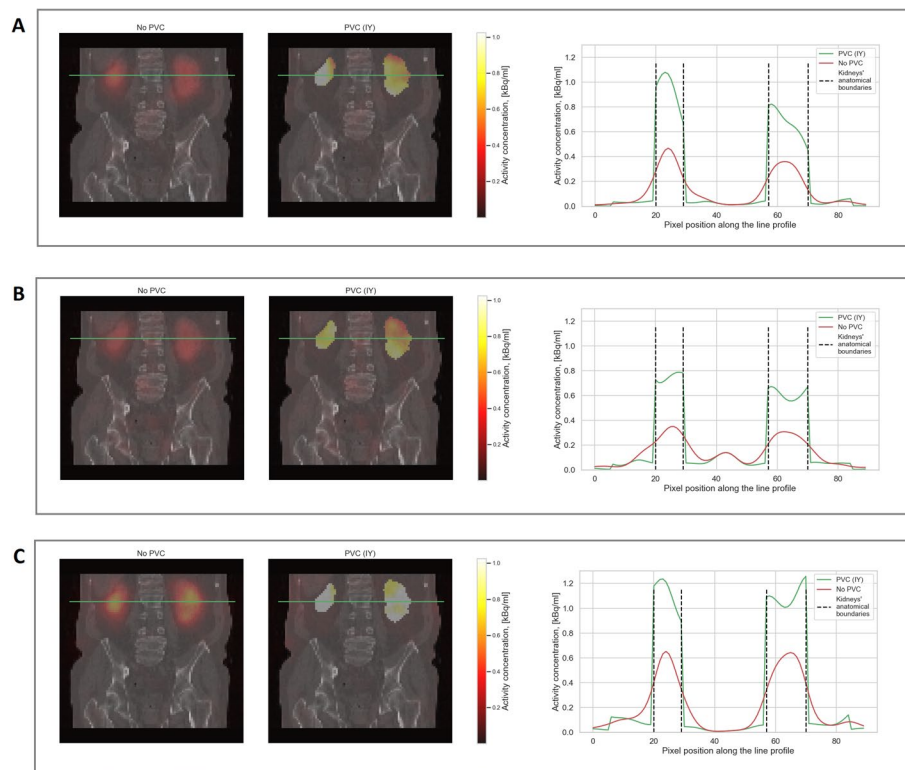 A
No PVC
PVC (IY)
1.0
0.8
0.6
0.4
0.2
Activity concentration, [kBq/ml]
Activity concentration, [kBq/ml]
1.2
1.0
0.8
0.6
0.4
0.2
0.0
0 20 40 60 80
Pixel position along the line profile
PVC (IY)
No PVC
Kidneys'
anatomical
boundaries
B
No PVC
PVC (IY)
1.0
0.8
0.6
0.4
0.2
Activity concentration, [kBq/ml]
Activity concentration, [kBq/ml]
1.2
1.0
0.8
0.6
0.4
0.2
0.0
0 20 40 60 80
Pixel position along the line profile
PVC (IY)
No PVC
Kidneys'
anatomical
boundaries
C
No PVC
PVC (IY)
1.0
0.8
0.6
0.4
0.2
Activity concentration, [kBq/ml]
Activity concentration, [kBq/ml]
1.2
1.0
0.8
0.6
0.4
0.2
0.0
0 20 40 60 80
Pixel position along the line profile
PVC (IY)
No PVC
Kidneys'
anatomical
boundaries